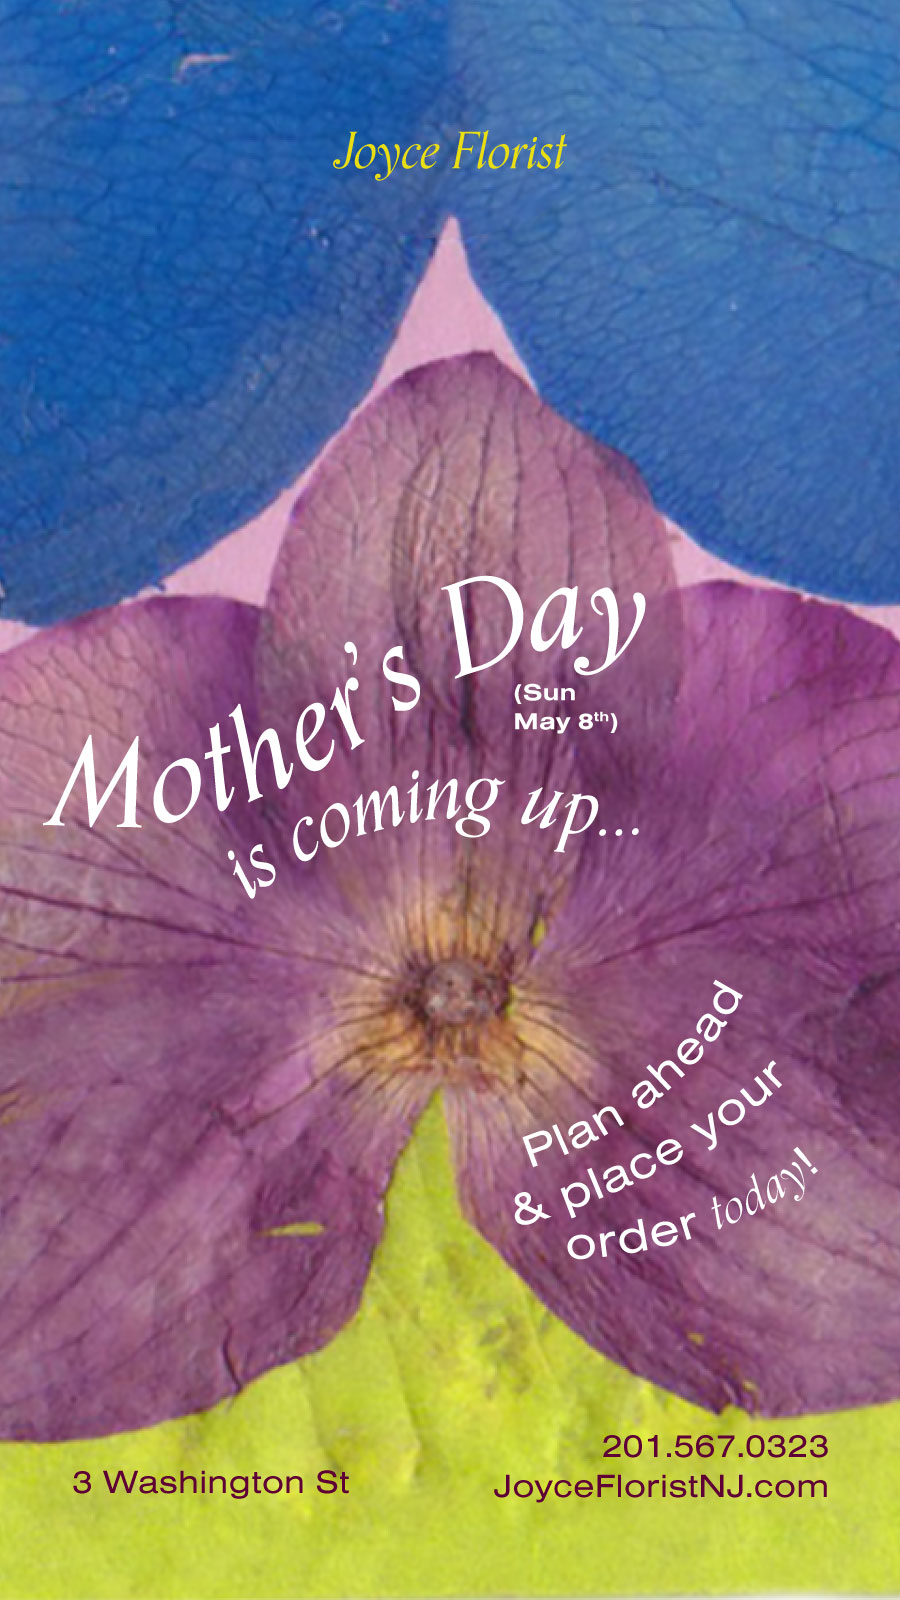 Joyce Florist
Mother's Day
(Sun
May 8th)
is coming up...
Plan ahead
& place your
order today!
3 Washington St
201.567.0323
JoyceFloristNJ.com